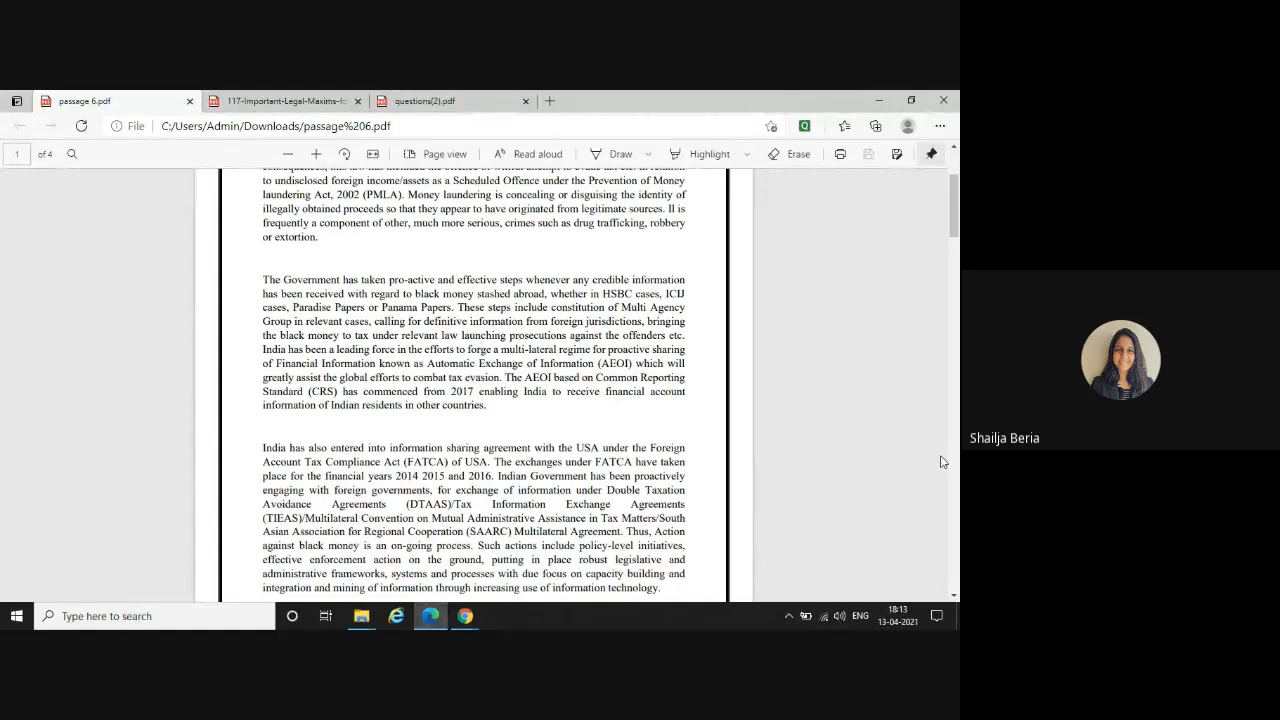 passage 6.pdf
117-Important-Legal-Maxims-fo
questions(2).pdf
File
C:/Users/Admin/Downloads/passage%206.pdf
1 of 4
Page view
Read aloud
Draw
Highlight
Erase
to undisclosed foreign income/assets as a Scheduled Offence under the Prevention of Money
laundering Act, 2002 (PMLA). Money laundering is concealing or disguising the identity of
illegally obtained proceeds so that they appear to have originated from legitimate sources. II is
frequently a component of other, much more serious, crimes such as drug trafficking, robbery
or extortion.
The Government has taken pro-active and effective steps whenever any credible information
has been received with regard to black money stashed abroad, whether in HSBC cases, ICIJ
cases, Paradise Papers or Panama Papers. These steps include constitution of Multi Agency
Group in relevant cases, calling for definitive information from foreign jurisdictions, bringing
the black money to tax under relevant law launching prosecutions against the offenders etc.
India has been a leading force in the efforts to forge a multi-lateral regime for proactive sharing
of Financial Information known as Automatic Exchange of Information (AEOI) which will
greatly assist the global efforts to combat tax evasion. The AEOI based on Common Reporting
Standard (CRS) has commenced from 2017 enabling India to receive financial account
information of Indian residents in other countries.
India has also entered into information sharing agreement with the USA under the Foreign
Account Tax Compliance Act (FATCA) of USA. The exchanges under FATCA have taken
place for the financial years 2014 2015 and 2016. Indian Government has been proactively
engaging with foreign governments, for exchange of information under Double Taxation
Avoidance Agreements (DTAAS)/Tax Information Exchange Agreements
(TIEAS)/Multilateral Convention on Mutual Administrative Assistance in Tax Matters/South
Asian Association for Regional Cooperation (SAARC) Multilateral Agreement. Thus, Action
against black money is an on-going process. Such actions include policy-level initiatives,
effective enforcement action on the ground, putting in place robust legislative and
administrative frameworks, systems and processes with due focus on capacity building and
integration and mining of information through increasing use of information technology.
Shailja Beria
Type here to search
ENG
18:13
13-04-2021